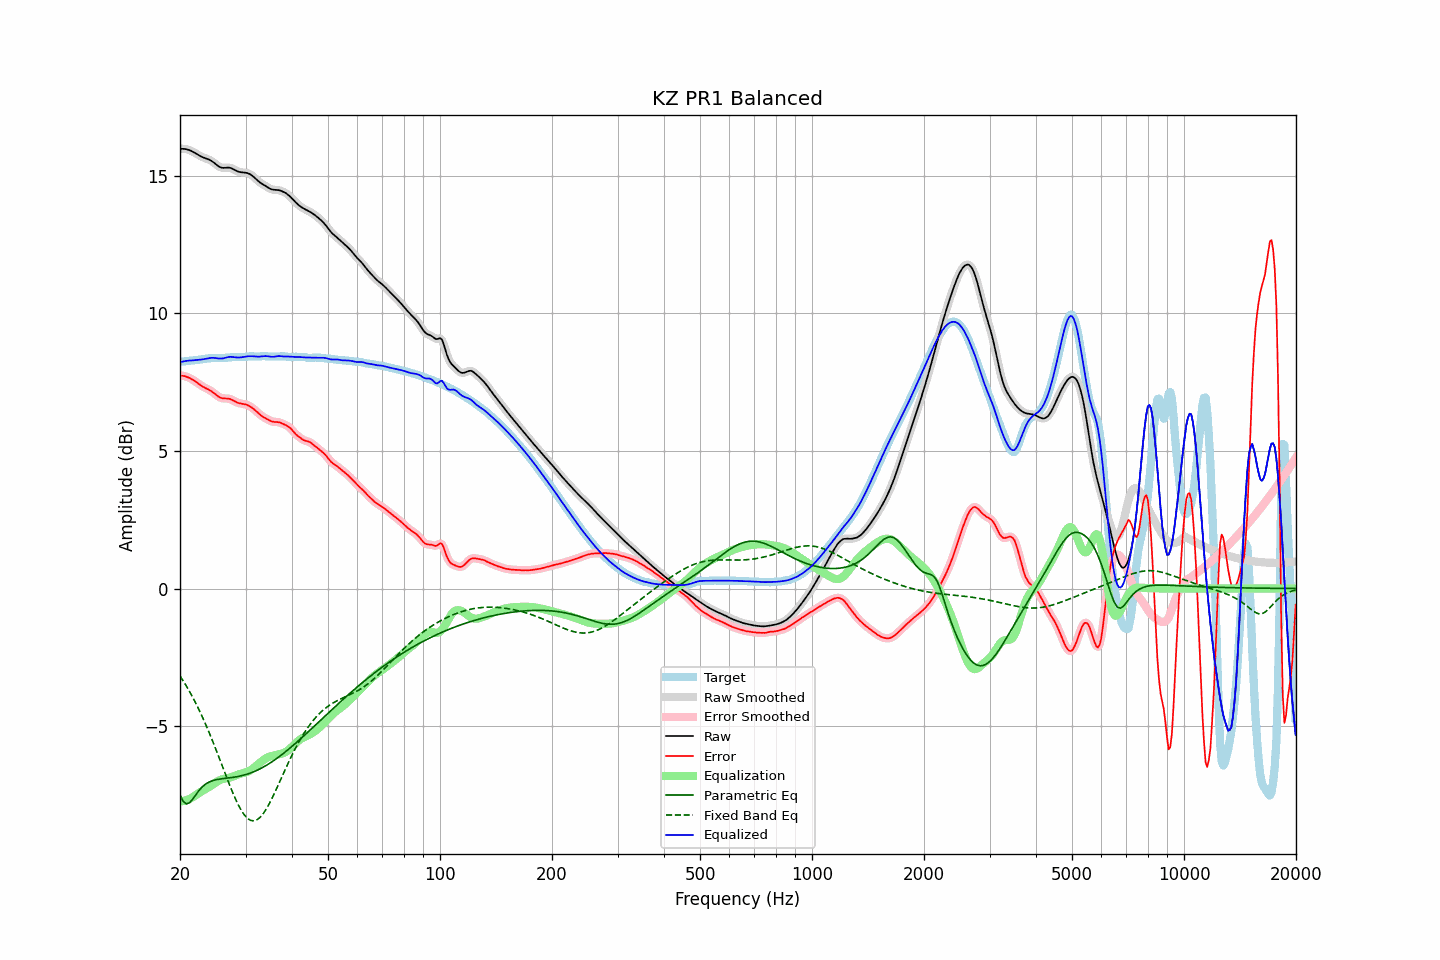 KZ PR1 Balanced
Amplitude (dBr)
15
10
5
0
−5
Target
Raw Smoothed
Error Smoothed
Raw
Error
Equalization
Parametric Eq
Fixed Band Eq
Equalized
20 50 100 200 500 1000 2000 5000 10000 20000
Frequency (Hz)